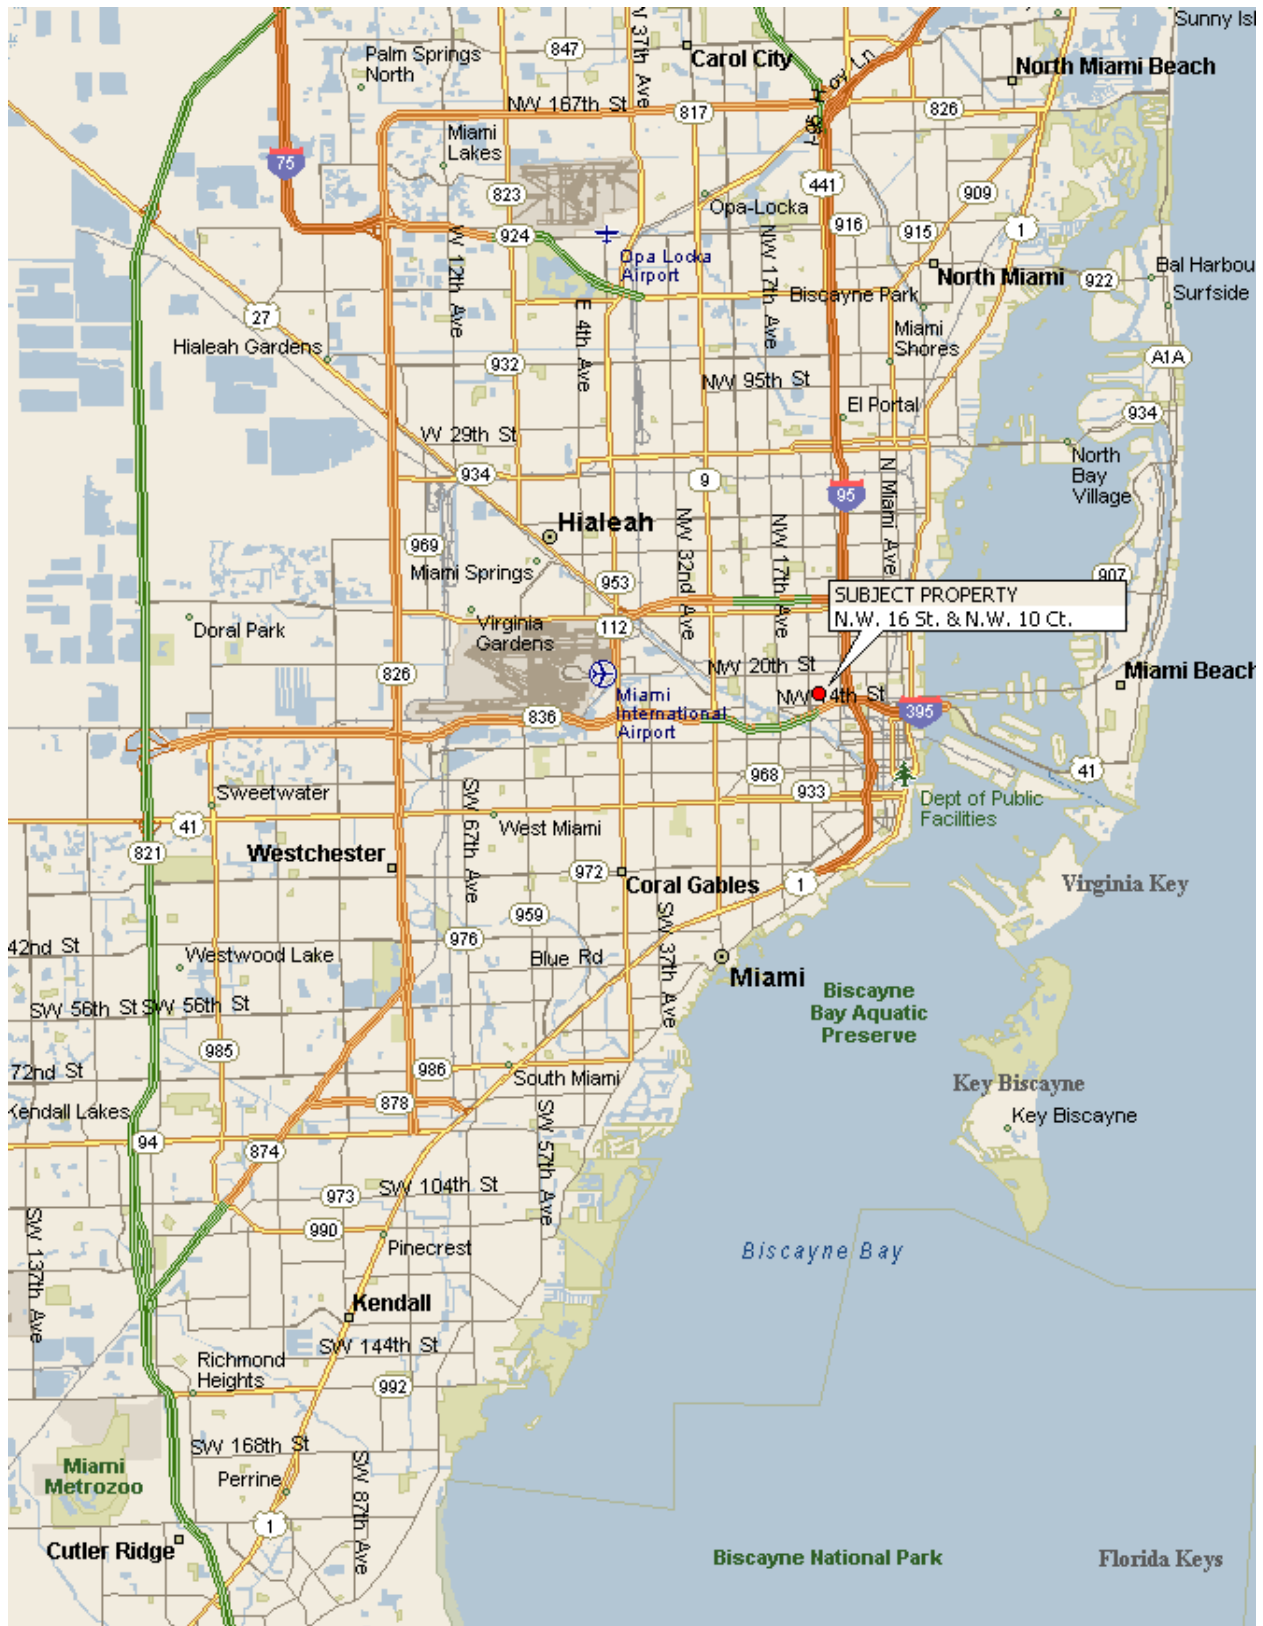 Sunny Isl
Palm Springs
North
847
W 37th Ave
Carol City
oy Ln
North Miami Beach
NW 167th St
817
826
75
Miami
Lakes
823
441
909
Opa-Locka
924
916
915
1
W 12th Ave
Opa Locka
Airport
NW 17th Ave
North Miami
922
Bal Harbou
Surfside
27
E 4th Ave
Biscayne Park
Hialeah Gardens
932
Miami
Shores
A1A
NW 95th St
El Portal
934
W 29th St
934
9
95
N Miami Ave
North
Bay
Village
Hialeah
969
Miami Springs
NW 32nd Ave
NW 17th Ave
953
907
SUBJECT PROPERTY
N.W. 16 St. & N.W. 10 Ct.
Doral Park
Virginia
Gardens
112
826
NW 20th St
Miami Beach
Miami
International
Airport
836
NW 4th St
395
968
933
41
Sweetwater
41
SW 67th Ave
West Miami
Dept of Public
Facilities
821
Westchester
972
Coral Gables
1
Virginia Key
959
SW 37th Ave
42nd St
976
Westwood Lake
Blue Rd
Miami
SW 56th St
SW 56th St
Biscayne
Bay Aquatic
Preserve
985
72nd St
986
South Miami
Key Biscayne
Kendall Lakes
878
Key Biscayne
94
874
SW 57th Ave
973
SW 104th St
SW 137th Ave
990
Pinecrest
Biscayne Bay
Kendall
SW 144th St
Richmond
Heights
992
SW 168th St
Miami
Metrozoo
Perrine
SW 87th Ave
1
Cutler Ridge
Biscayne National Park
Florida Keys